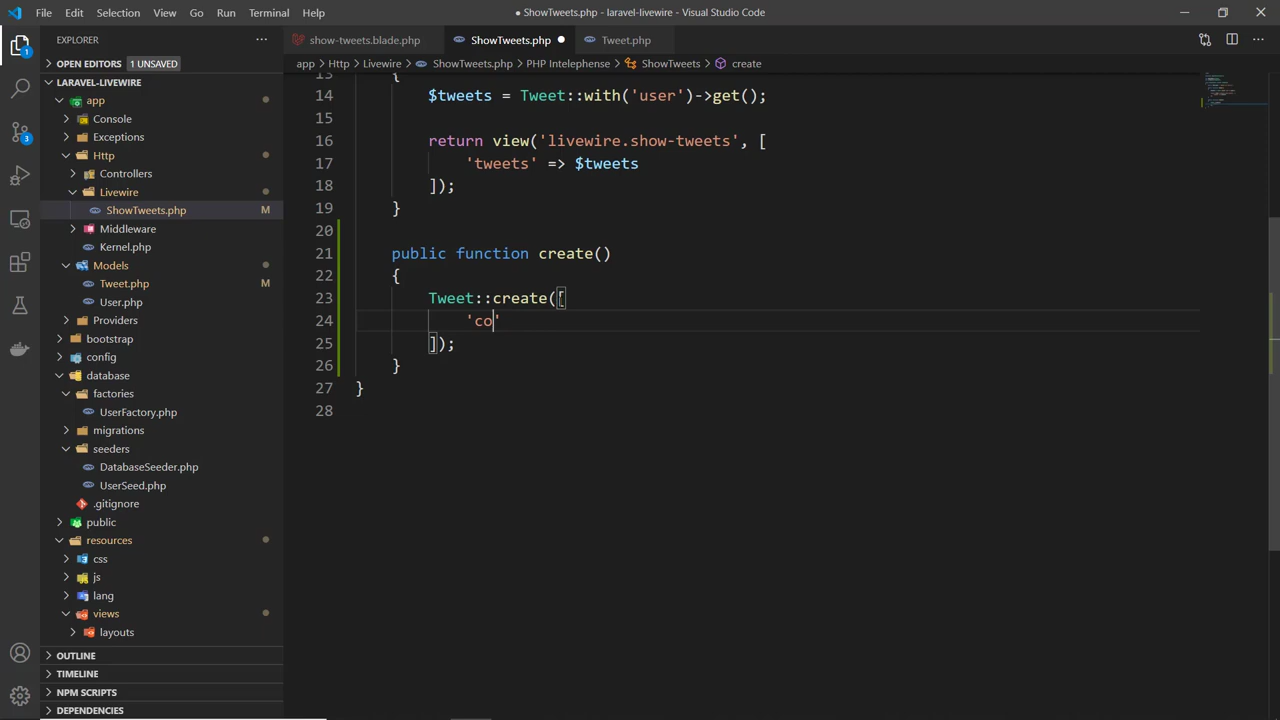 File Edit Selection View Go Run Terminal Help
● ShowTweets.php - laravel-livewire - Visual Studio Code
EXPLORER
show-tweets.blade.php
ShowTweets.php
Tweet.php
OPEN EDITORS 1 UNSAVED
app > Http > Livewire > ShowTweets.php > PHP Intelephense > ShowTweets > create
LARAVEL-LIVEWIRE
app
Console
Exceptions
Http
Controllers
Livewire
ShowTweets.php M
Middleware
Kernel.php
Models
Tweet.php M
User.php
Providers
bootstrap
config
database
factories
UserFactory.php
migrations
seeders
DatabaseSeeder.php
UserSeed.php
.gitignore
public
resources
css
js
lang
views
layouts
OUTLINE
TIMELINE
NPM SCRIPTS
DEPENDENCIES
1
3
13 {
14 $tweets = Tweet::with('user')->get();
15
16 return view('livewire.show-tweets', [
17 'tweets' => $tweets
18 ]);
19 }
20
21 public function create()
22 {
23 Tweet::create([
24 'co'
25 ]);
26 }
27 }
28